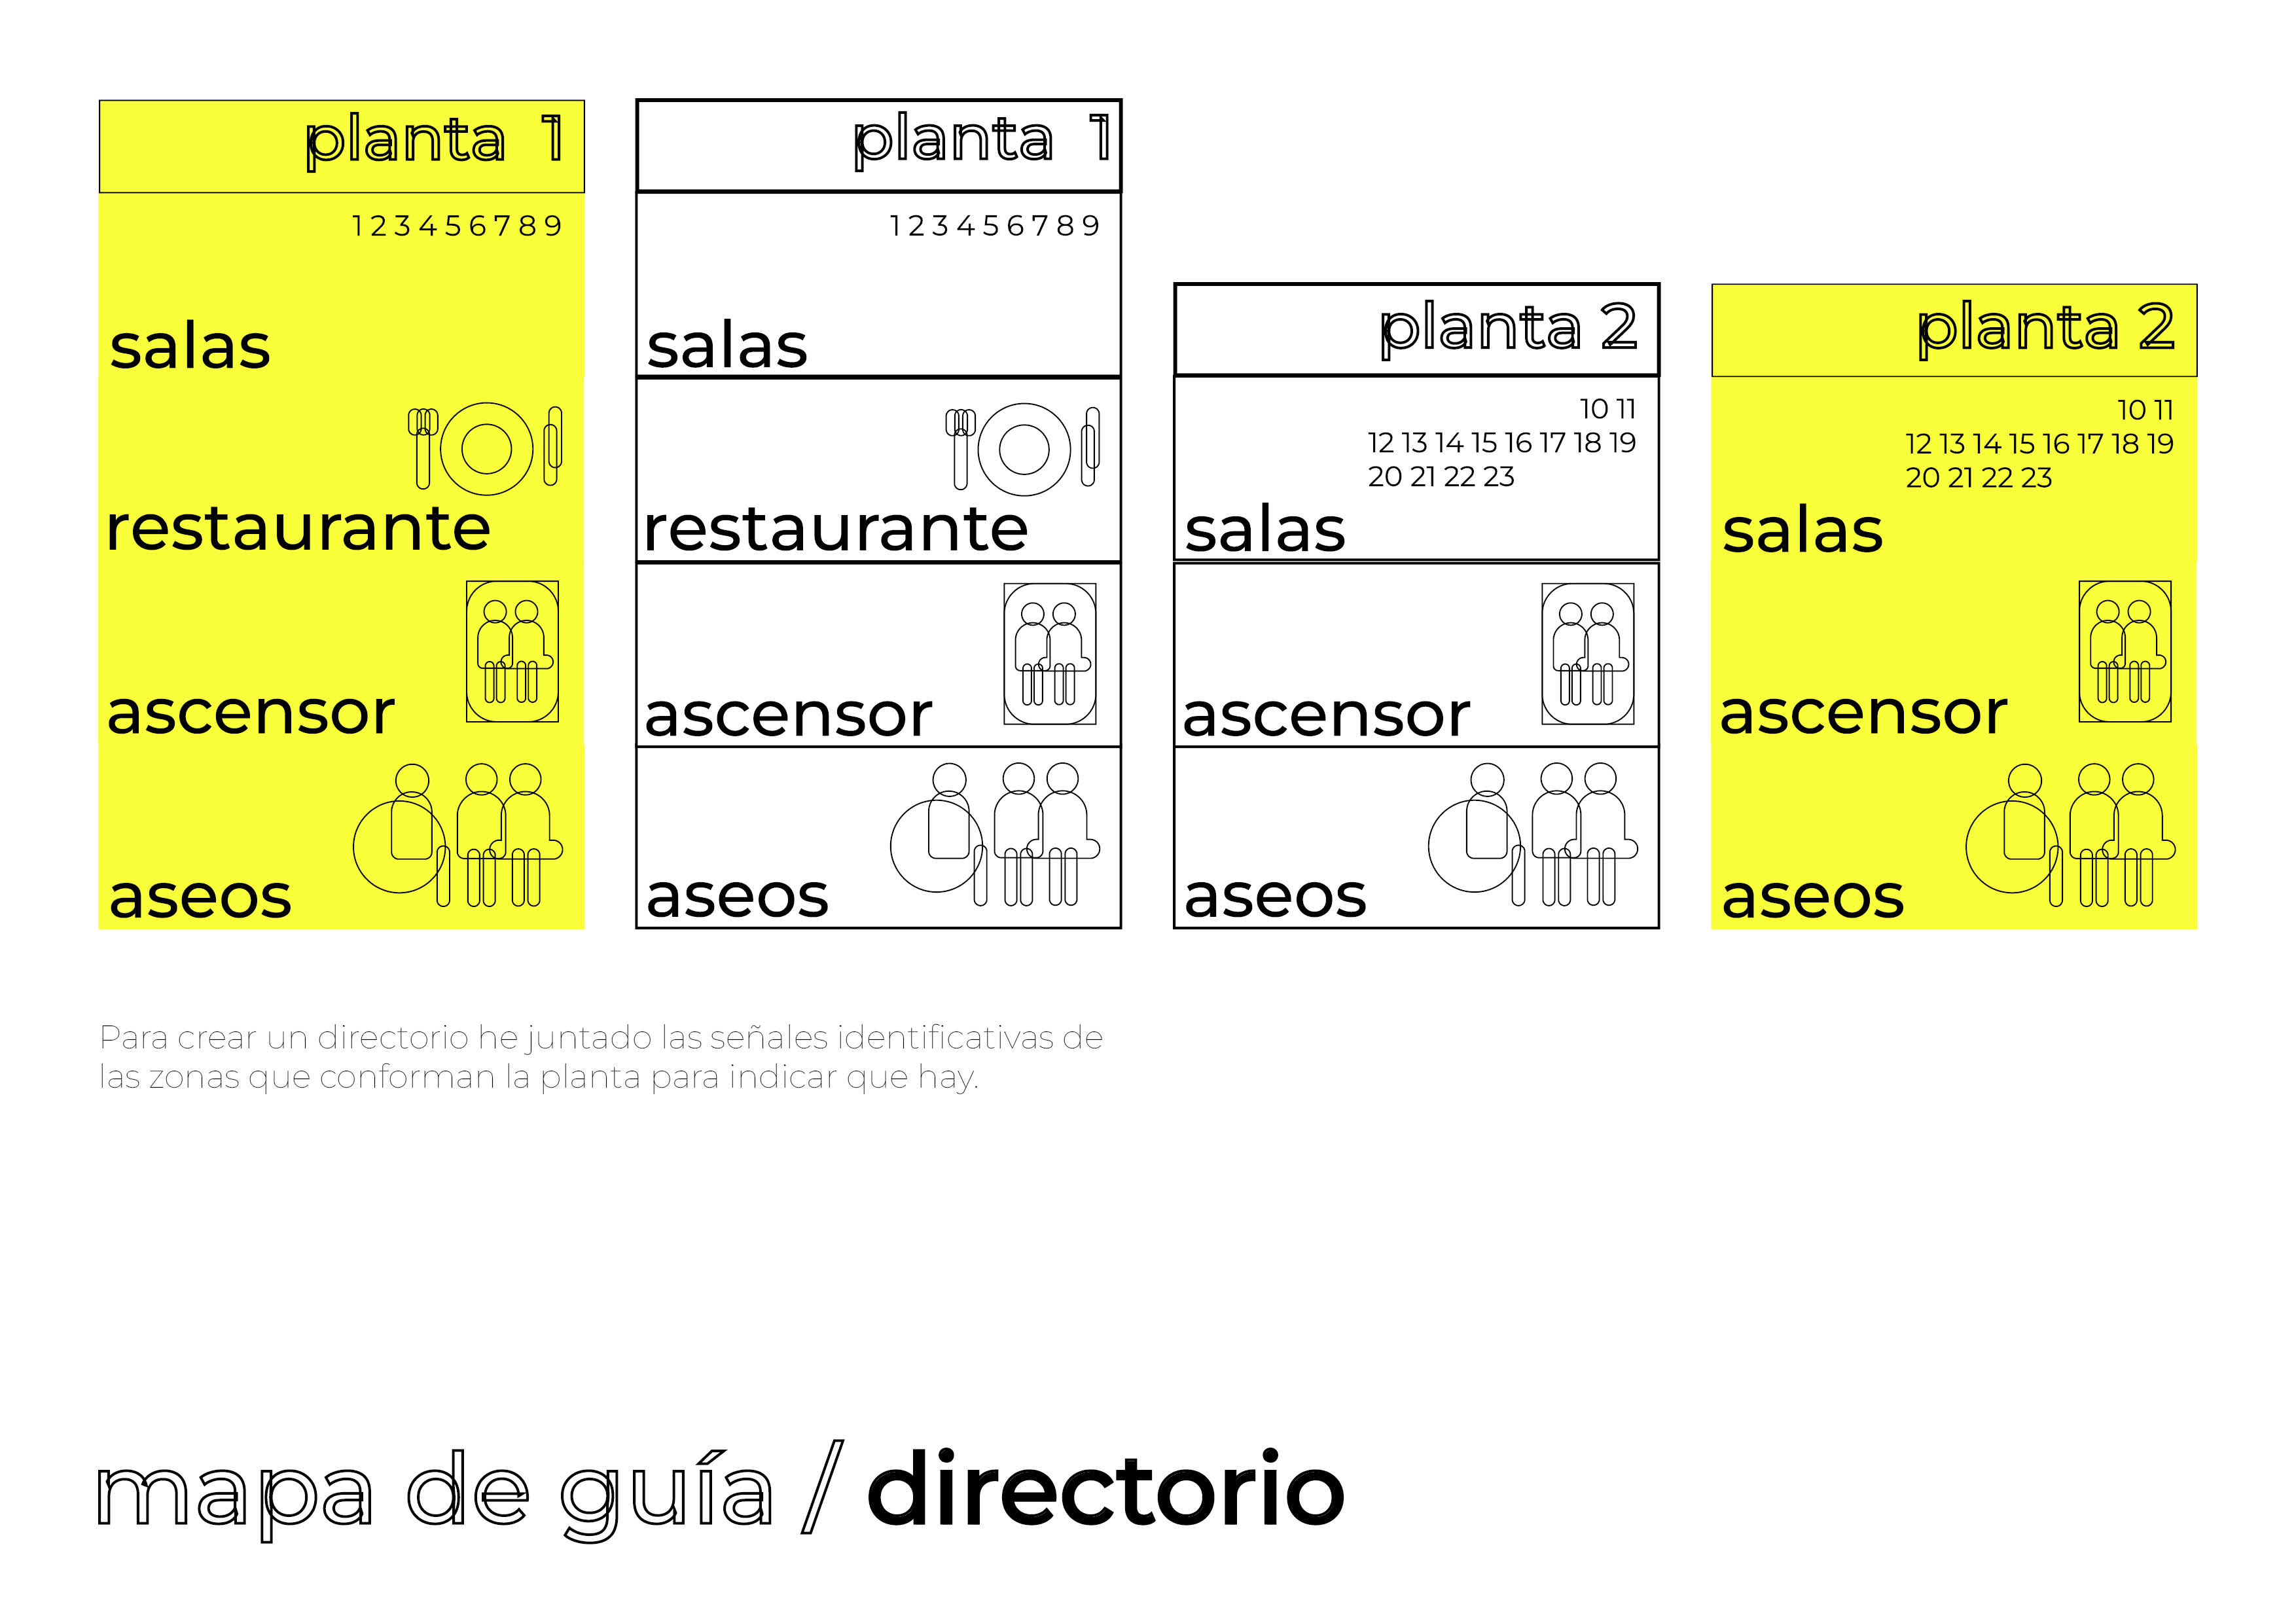 planta 1
1 2 3 4 5 6 7 8 9
salas
restaurante
ascensor
aseos
planta 1
1 2 3 4 5 6 7 8 9
salas
restaurante
ascensor
aseos
planta 2
10 11
12 13 14 15 16 17 18 19
20 21 22 23
salas
ascensor
aseos
planta 2
10 11
12 13 14 15 16 17 18 19
20 21 22 23
salas
ascensor
aseos
Para crear un directorio he juntado las señales identificativas de
las zonas que conforman la planta para indicar que hay.
mapa de guía / directorio